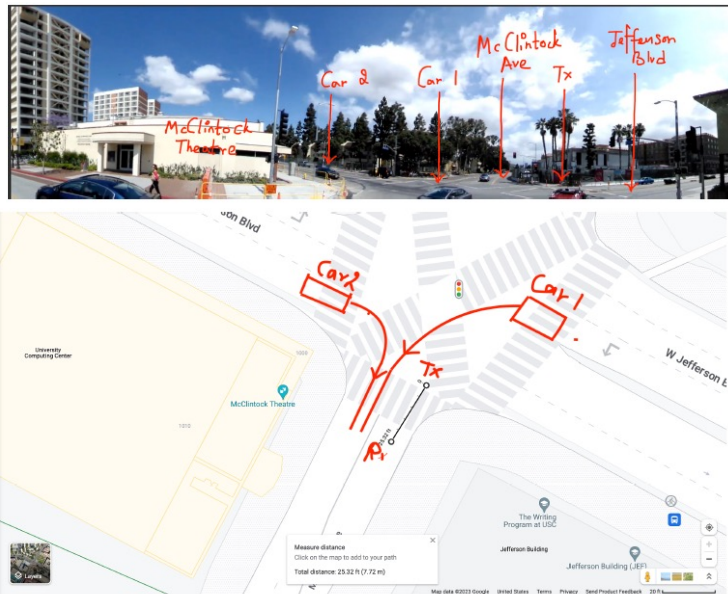 Car 2
Car 1
McClintock
Ave
Tx
Jefferson
Blvd
McClintock
Theatre
Car 2
Car 1
Tx
University
Computing Center
McClintock Theatre
1010
W Jefferson B
25.32 ft
The Writing
Program at USC
Jefferson Building
Jefferson Building (JEF)
Measure distance
Click on the map to add to your path
Total distance: 25.32 ft (7.72 m)
Layers
Map data ©2023 Google United States Terms Privacy Send Product Feedback 20 ft